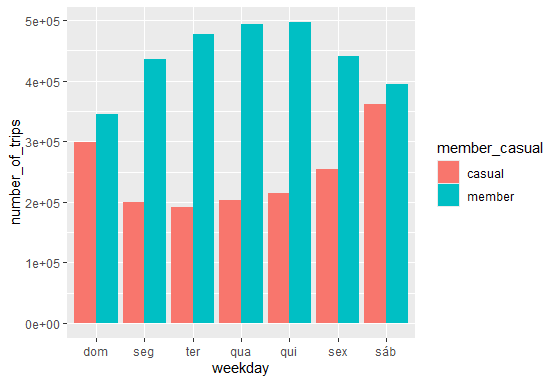 5e+05
4e+05
3e+05
2e+05
1e+05
0e+00
number_of_trips
dom seg ter qua qui sex sáb
weekday
member_casual
casual
member